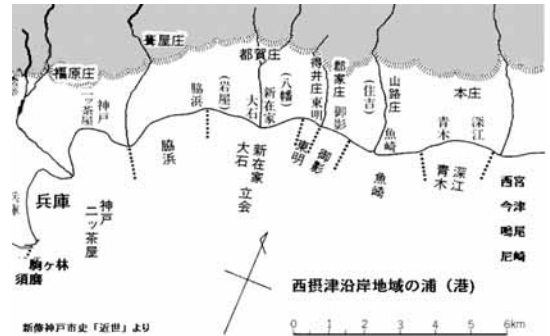 葺屋庄
都賀庄
得井庄
郡家庄
山路庄
本庄
福原庄
二ッ茶屋
神戸
脇浜
(岩屋)
大石
新在家
(八幡)
東明
御影
(住吉)
魚崎
青木
深江
兵庫
兵庫
神戸
二ッ茶屋
脇浜
大石
新在家
立会
東明
御影
魚崎
青木
深江
西宮
今津
鳴尾
尼崎
駒ヶ林
須磨
西摂津沿岸地域の浦(港)
新修神戸市史「近世」より
0 1 2 3 4 5 6km